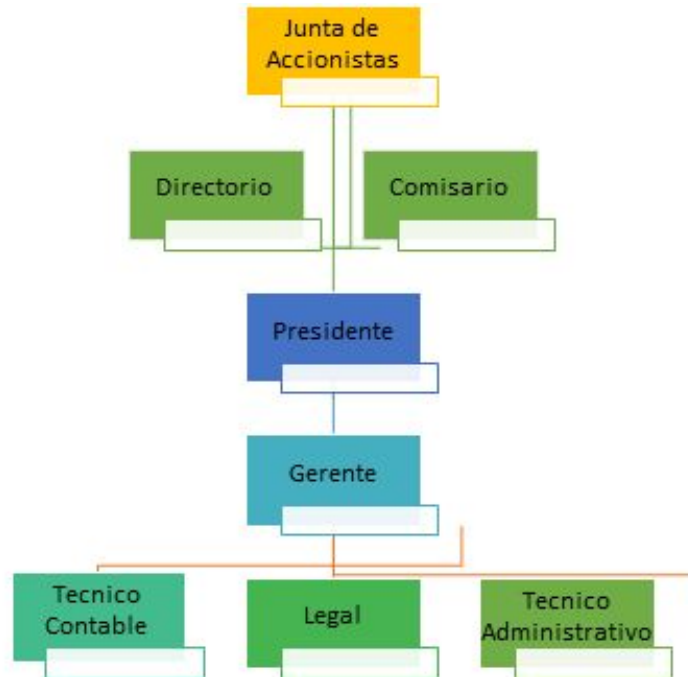 Junta de
Accionistas
Directorio
Comisario
Presidente
Gerente
Tecnico
Contable
Legal
Tecnico
Administrativo